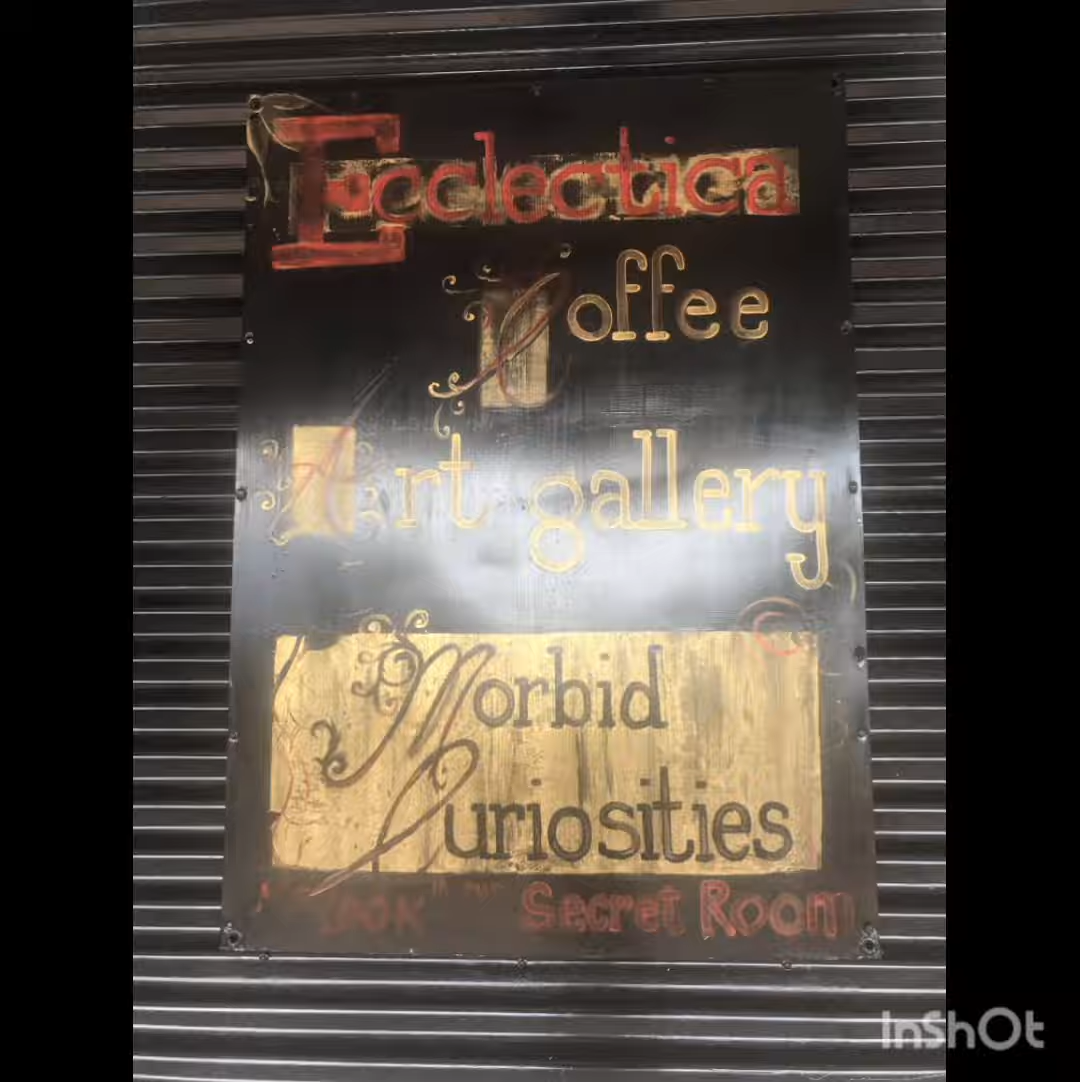 Ecclectica
Coffee
Art gallery
Morbid
Curiosities
Secret Room
InShOt